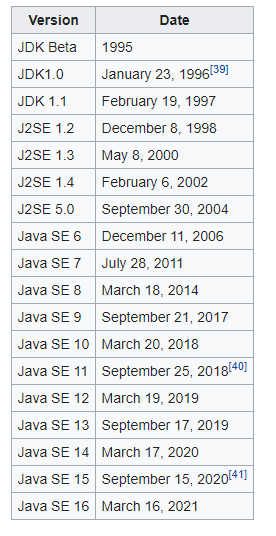 Version Date
JDK Beta 1995
JDK1.0 January 23, 1996[39]
JDK 1.1 February 19, 1997
J2SE 1.2 December 8, 1998
J2SE 1.3 May 8, 2000
J2SE 1.4 February 6, 2002
J2SE 5.0 September 30, 2004
Java SE 6 December 11, 2006
Java SE 7 July 28, 2011
Java SE 8 March 18, 2014
Java SE 9 September 21, 2017
Java SE 10 March 20, 2018
Java SE 11 September 25, 2018[40]
Java SE 12 March 19, 2019
Java SE 13 September 17, 2019
Java SE 14 March 17, 2020
Java SE 15 September 15, 2020[41]
Java SE 16 March 16, 2021